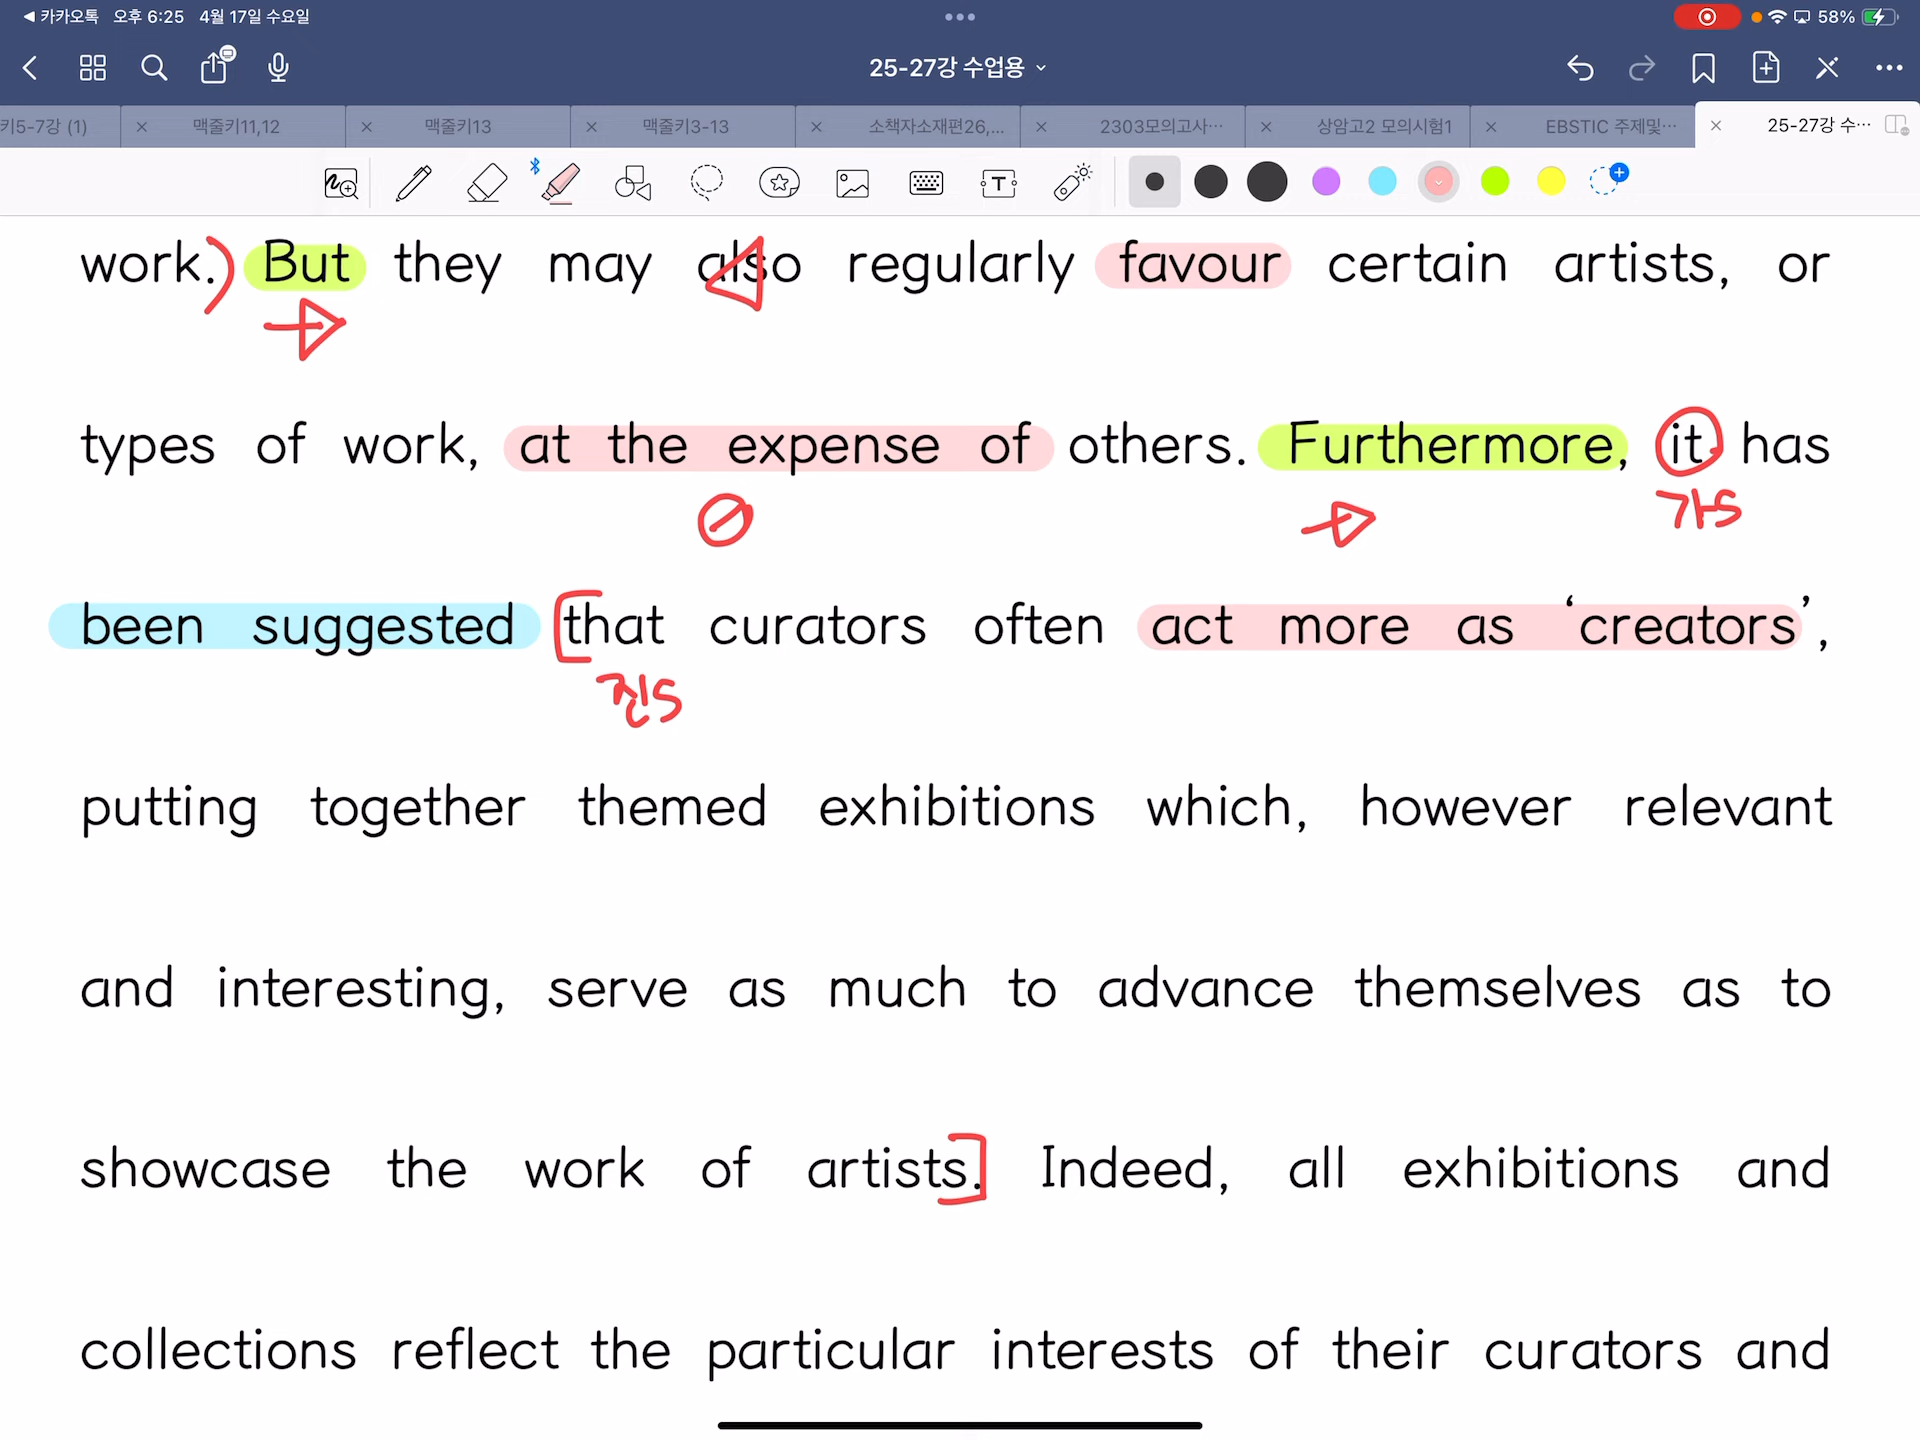 ◀ 카카오톡 오후 6:25 4월 17일 수요일
58%
25-27강 수업용
키5-7강 (1)
맥줄키11,12
맥줄키13
맥줄키3-13
소책자소재편26,...
2303모의고사...
상암고2 모의시험1
EBSTIC 주제및...
25-27강 수...
work.) But they may also regularly favour certain artists, or
types of work, at the expense of others. Furthermore, it has
가S
been suggested [that curators often act more as ‘creators’,
진S
putting together themed exhibitions which, however relevant
and interesting, serve as much to advance themselves as to
showcase the work of artists.] Indeed, all exhibitions and
collections reflect the particular interests of their curators and